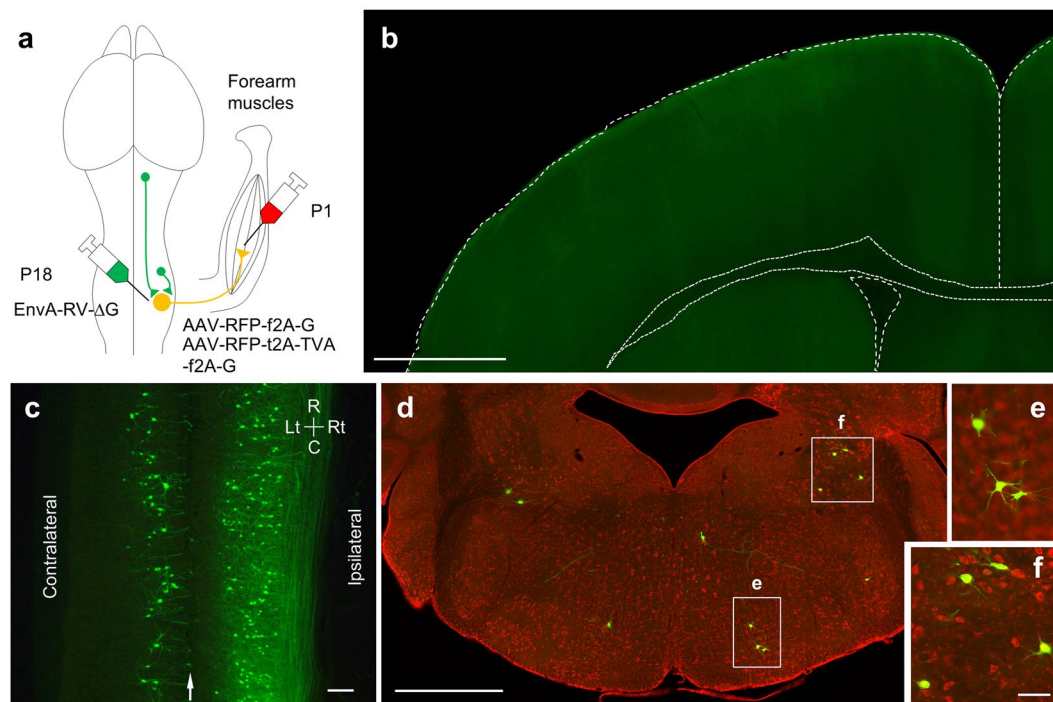 a
Forearm
muscles
P1
P18
EnvA-RV-ΔG
AAV-RFP-f2A-G
AAV-RFP-t2A-TVA
-f2A-G
b
c
R
Lt
Rt
C
Contralateral
Ipsilateral
d
f
e
e
f